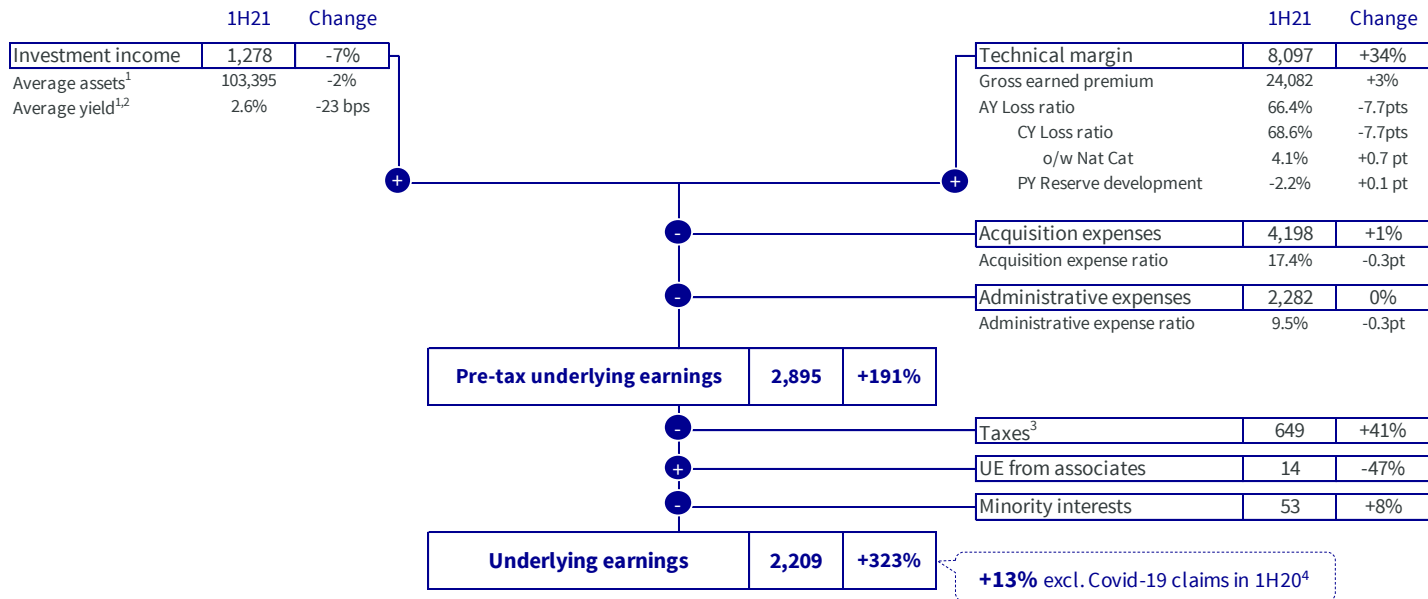 1H21 Change
Investment income 1,278 -7%
Average assets1 103,395 -2%
Average yield1,2 2.6% -23 bps
1H21 Change
Technical margin 8,097 +34%
Gross earned premium 24,082 +3%
AY Loss ratio 66.4% -7.7pts
CY Loss ratio 68.6% -7.7pts
o/w Nat Cat 4.1% +0.7 pt
PY Reserve development -2.2% +0.1 pt
+ +
- Acquisition expenses 4,198 +1%
Acquisition expense ratio 17.4% -0.3pt
- Administrative expenses 2,282 0%
Administrative expense ratio 9.5% -0.3pt
Pre-tax underlying earnings 2,895 +191%
- Taxes3 649 +41%
+ UE from associates 14 -47%
- Minority interests 53 +8%
Underlying earnings 2,209 +323%
+13% excl. Covid-19 claims in 1H204